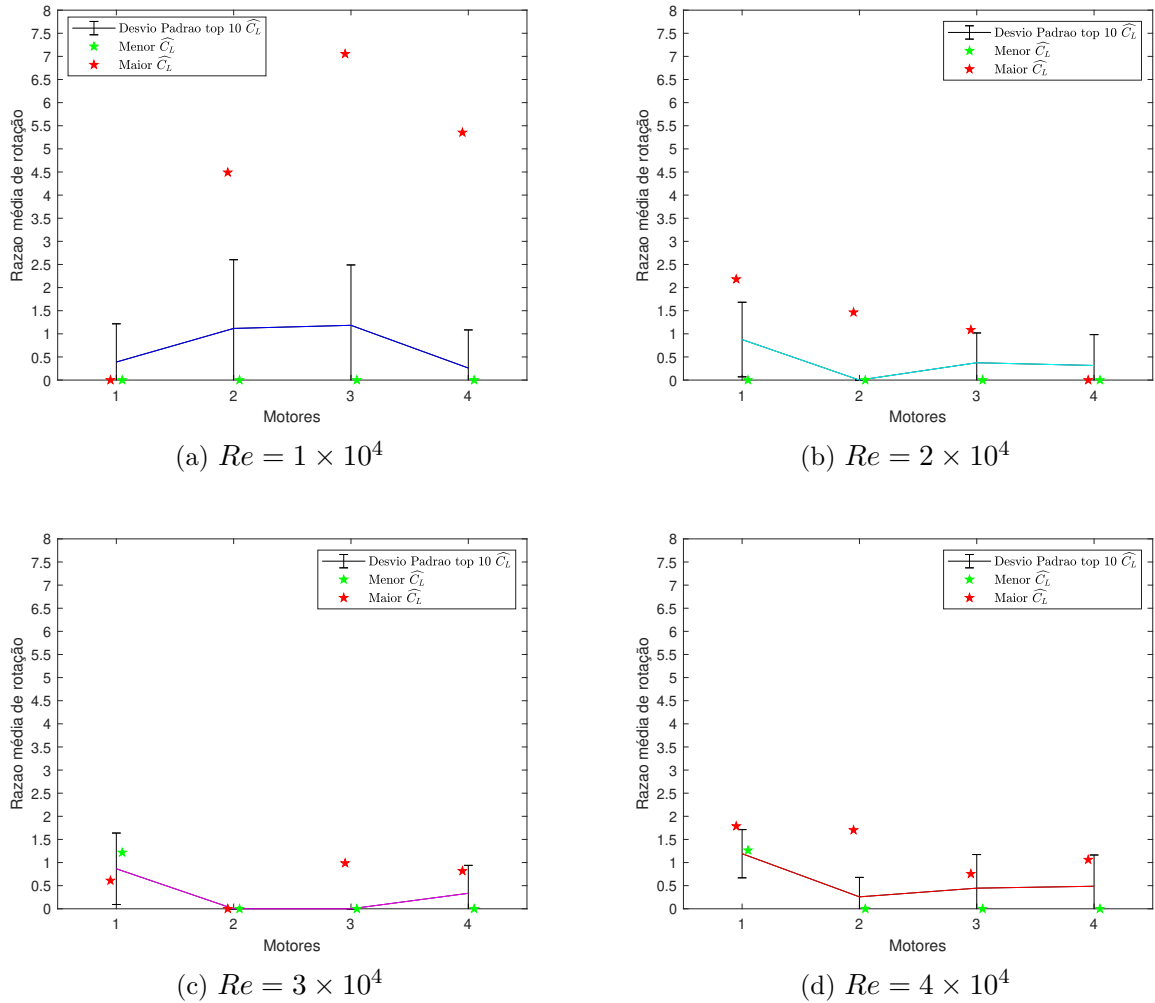 8
7.5
7
6.5
6
5.5
5
4.5
4
3.5
3
2.5
2
1.5
1
0.5
0
Razao média de rotação
Desvio Padrao top 10 $\widehat{C_L}$
Menor $\widehat{C_L}$
Maior $\widehat{C_L}$
1 2 3 4
Motores
(a) $Re = 1 \times 10^4$
8
7.5
7
6.5
6
5.5
5
4.5
4
3.5
3
2.5
2
1.5
1
0.5
0
Razao média de rotação
Desvio Padrao top 10 $\widehat{C_L}$
Menor $\widehat{C_L}$
Maior $\widehat{C_L}$
1 2 3 4
Motores
(b) $Re = 2 \times 10^4$
8
7.5
7
6.5
6
5.5
5
4.5
4
3.5
3
2.5
2
1.5
1
0.5
0
Razao média de rotação
Desvio Padrao top 10 $\widehat{C_L}$
Menor $\widehat{C_L}$
Maior $\widehat{C_L}$
1 2 3 4
Motores
(c) $Re = 3 \times 10^4$
8
7.5
7
6.5
6
5.5
5
4.5
4
3.5
3
2.5
2
1.5
1
0.5
0
Razao média de rotação
Desvio Padrao top 10 $\widehat{C_L}$
Menor $\widehat{C_L}$
Maior $\widehat{C_L}$
1 2 3 4
Motores
(d) $Re = 4 \times 10^4$